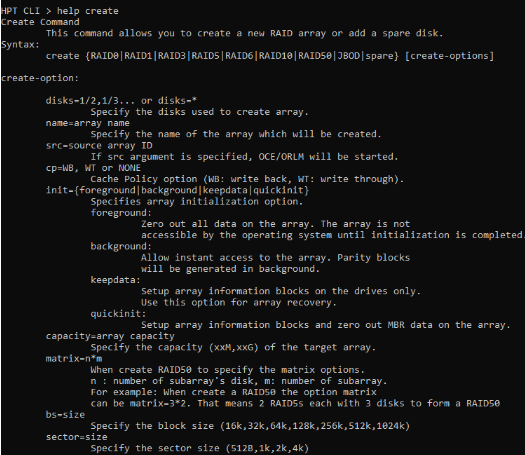 HPT CLI > help create
Create Command
This command allows you to create a new RAID array or add a spare disk.
Syntax:
create {RAID0|RAID1|RAID3|RAID5|RAID6|RAID10|RAID50|JBOD|spare} [create-options]
create-option:
disks=1/2,1/3... or disks=*
Specify the disks used to create array.
name=array name
Specify the name of the array which will be created.
src=source array ID
If src argument is specified, OCE/ORLM will be started.
cp=WB, WT or NONE
Cache Policy option (WB: write back, WT: write through).
init={foreground|background|keepdata|quickinit}
Specifies array initialization option.
foreground:
Zero out all data on the array. The array is not
accessible by the operating system until initialization is completed.
background:
Allow instant access to the array. Parity blocks
will be generated in background.
keepdata:
Setup array information blocks on the drives only.
Use this option for array recovery.
quickinit:
Setup array information blocks and zero out MBR data on the array.
capacity=array capacity
Specify the capacity (xxM,xxG) of the target array.
matrix=n*m
When create RAID50 to specify the matrix options.
n : number of subarray's disk, m: number of subarray.
For example: When create a RAID50 the option matrix
can be matrix=3*2. That means 2 RAID5s each with 3 disks to form a RAID50
bs=size
Specify the block size (16k,32k,64k,128k,256k,512k,1024k)
sector=size
Specify the sector size (512B,1k,2k,4k)